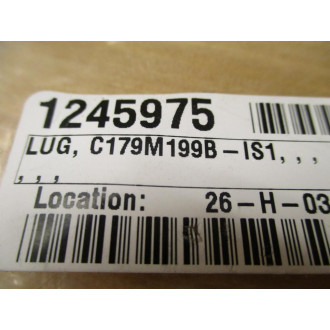 1245975
LUG, C179M199B-IS1, , ,
, , ,
Location: 26-H-03